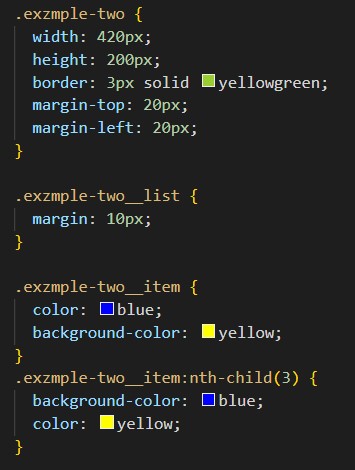 .exzmple-two {
width: 420px;
height: 200px;
border: 3px solid yellowgreen;
margin-top: 20px;
margin-left: 20px;
}
.exzmple-two__list {
margin: 10px;
}
.exzmple-two__item {
color: blue;
background-color: yellow;
}
.exzmple-two__item:nth-child(3) {
background-color: blue;
color: yellow;
}